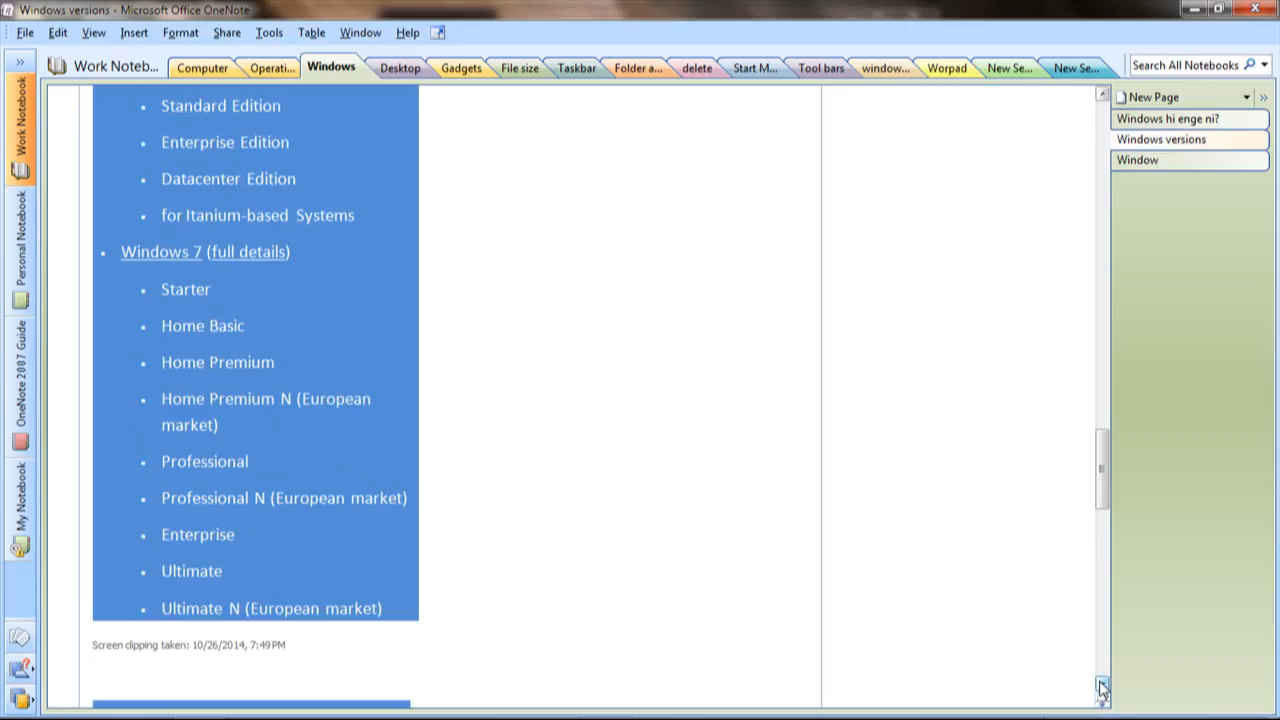 Windows versions - Microsoft Office OneNote
File Edit View Insert Format Share Tools Table Window Help
Work Noteb... Computer Operati... Windows Desktop Gadgets File size Taskbar Folder a... delete Start M... Tool bars window... Worpad New Se... New Se... Search All Notebooks
Work Notebook
Personal Notebook
OneNote 2007 Guide
My Notebook
• Standard Edition
• Enterprise Edition
• Datacenter Edition
• for Itanium-based Systems
• Windows 7 (full details)
• Starter
• Home Basic
• Home Premium
• Home Premium N (European
market)
• Professional
• Professional N (European market)
• Enterprise
• Ultimate
• Ultimate N (European market)
Screen clipping taken: 10/26/2014, 7:49 PM
New Page
Windows hi enge ni?
Windows versions
Window